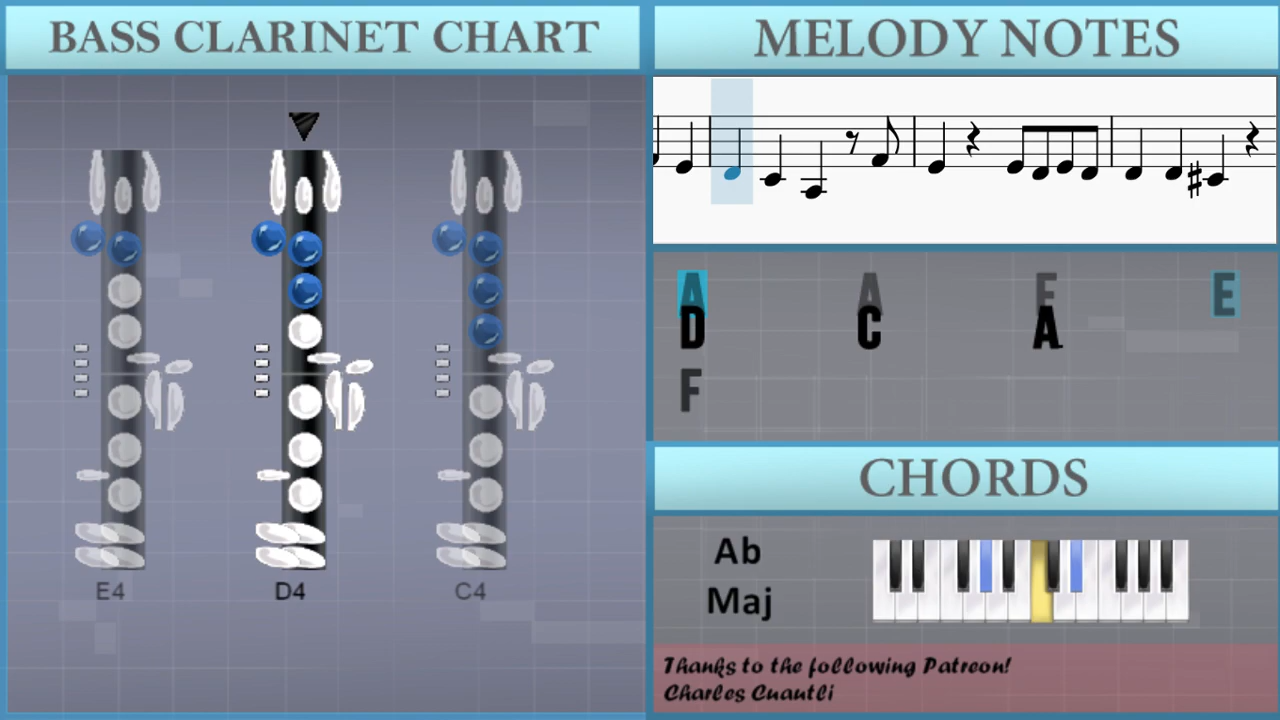 BASS CLARINET CHART
MELODY NOTES
A A F E
D C A
F
E4 D4 C4
CHORDS
Ab
Maj
Thanks to the following Patreon!
Charles Cuautli